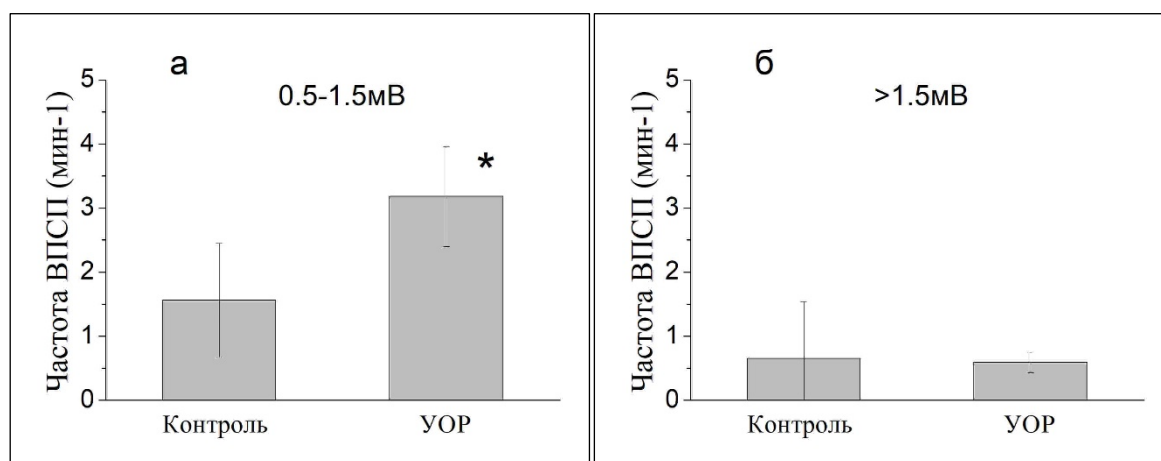 а
0.5-1.5мВ
*
Частота ВПСП (мин-1)
5
4
3
2
1
0
Контроль
УОР
б
>1.5мВ
Частота ВПСП (мин-1)
5
4
3
2
1
0
Контроль
УОР